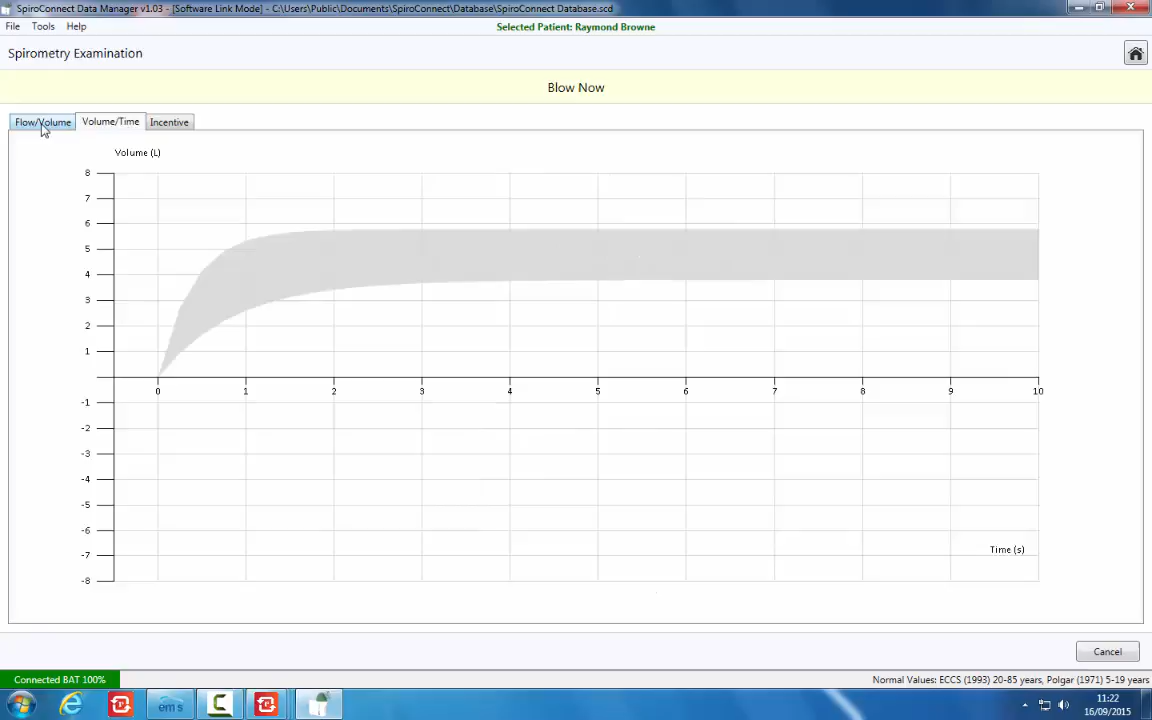 SpiroConnect Data Manager v1.03 - [Software Link Mode] - C:\Users\Public\Documents\SpiroConnect\Database\SpiroConnect Database.scd
File Tools Help
Selected Patient: Raymond Browne
Spirometry Examination
Blow Now
Flow/Volume Volume/Time Incentive
Volume (L)
8
7
6
5
4
3
2
1
0 1 2 3 4 5 6 7 8 9 10
-1
-2
-3
-4
-5
-6
-7
Time (s)
-8
Cancel
Connected BAT 100%
Normal Values: ECCS (1993) 20-85 years, Polgar (1971) 5-19 years
ems
11:22
16/09/2015